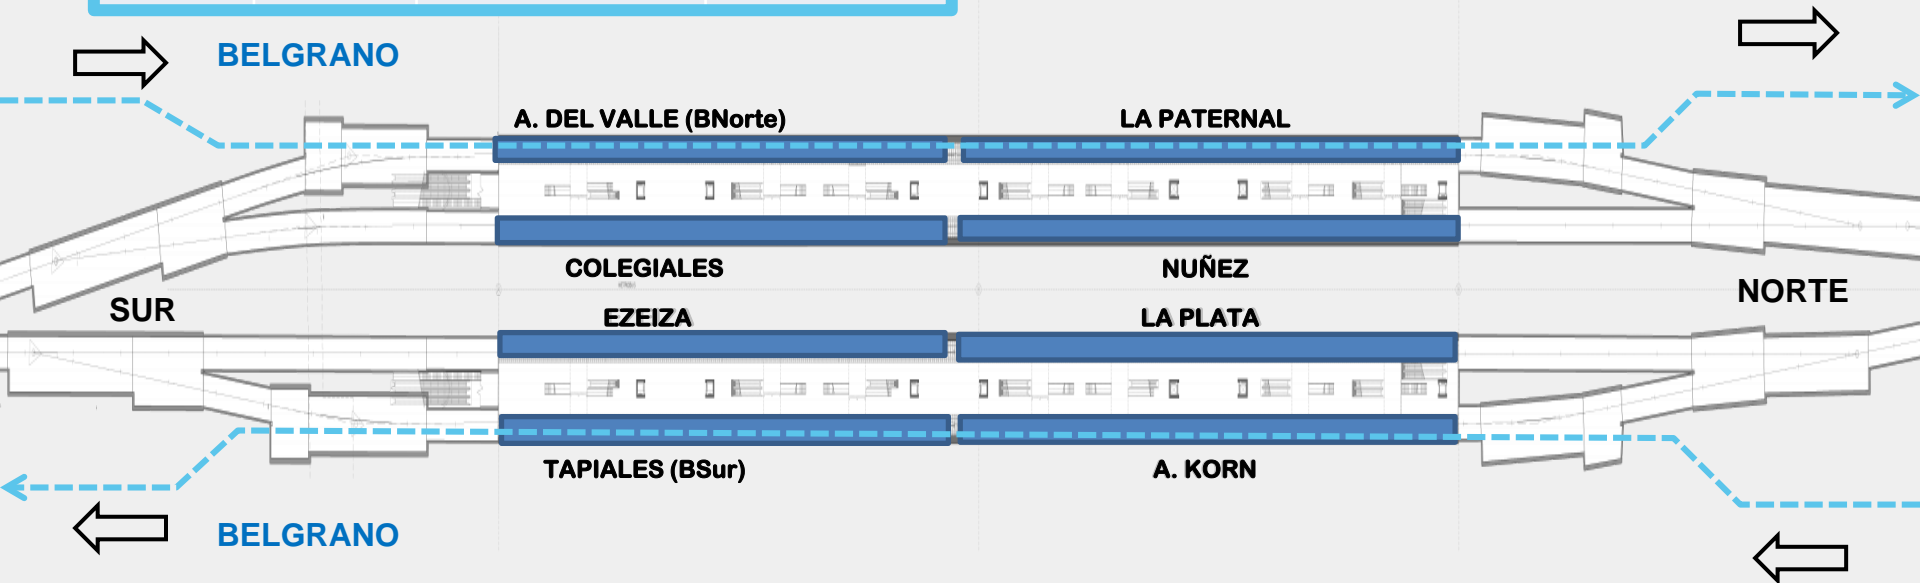 BELGRANO
A. DEL VALLE (BNorte)
LA PATERNAL
COLEGIALES
NUÑEZ
SUR
NORTE
EZEIZA
LA PLATA
TAPIALES (BSur)
A. KORN
BELGRANO